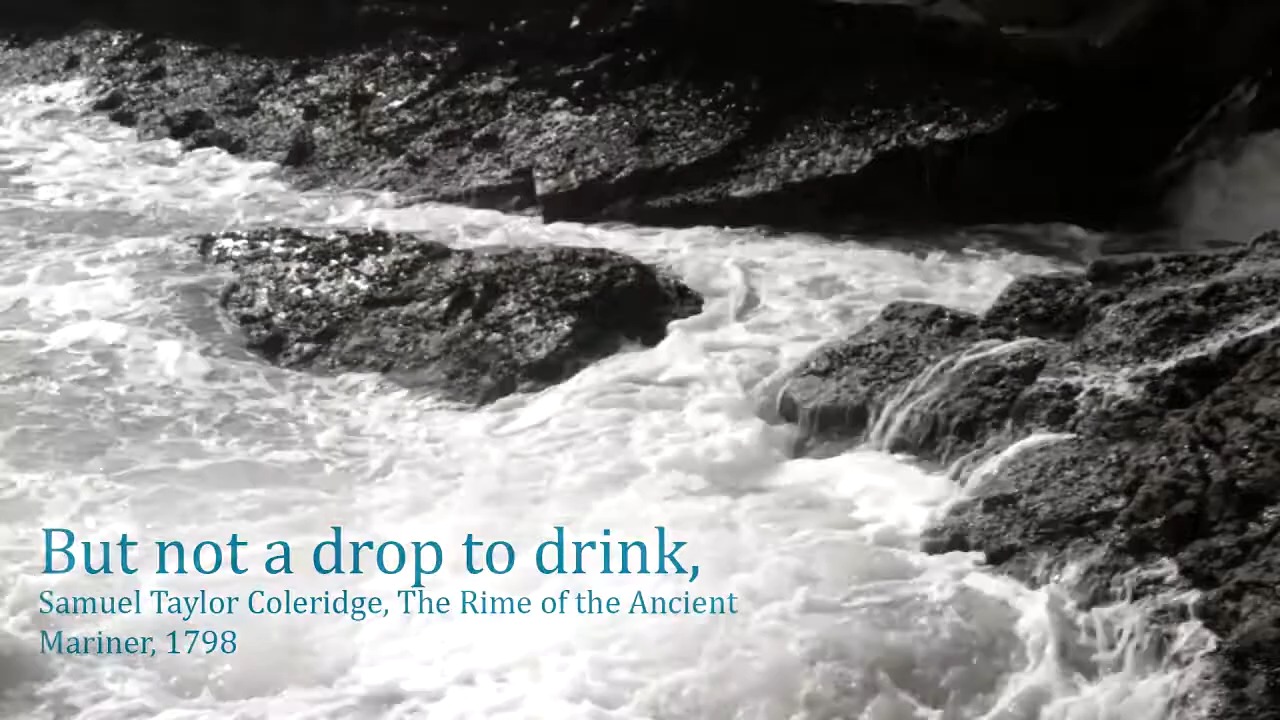 But not a drop to drink,
Samuel Taylor Coleridge, The Rime of the Ancient
Mariner, 1798